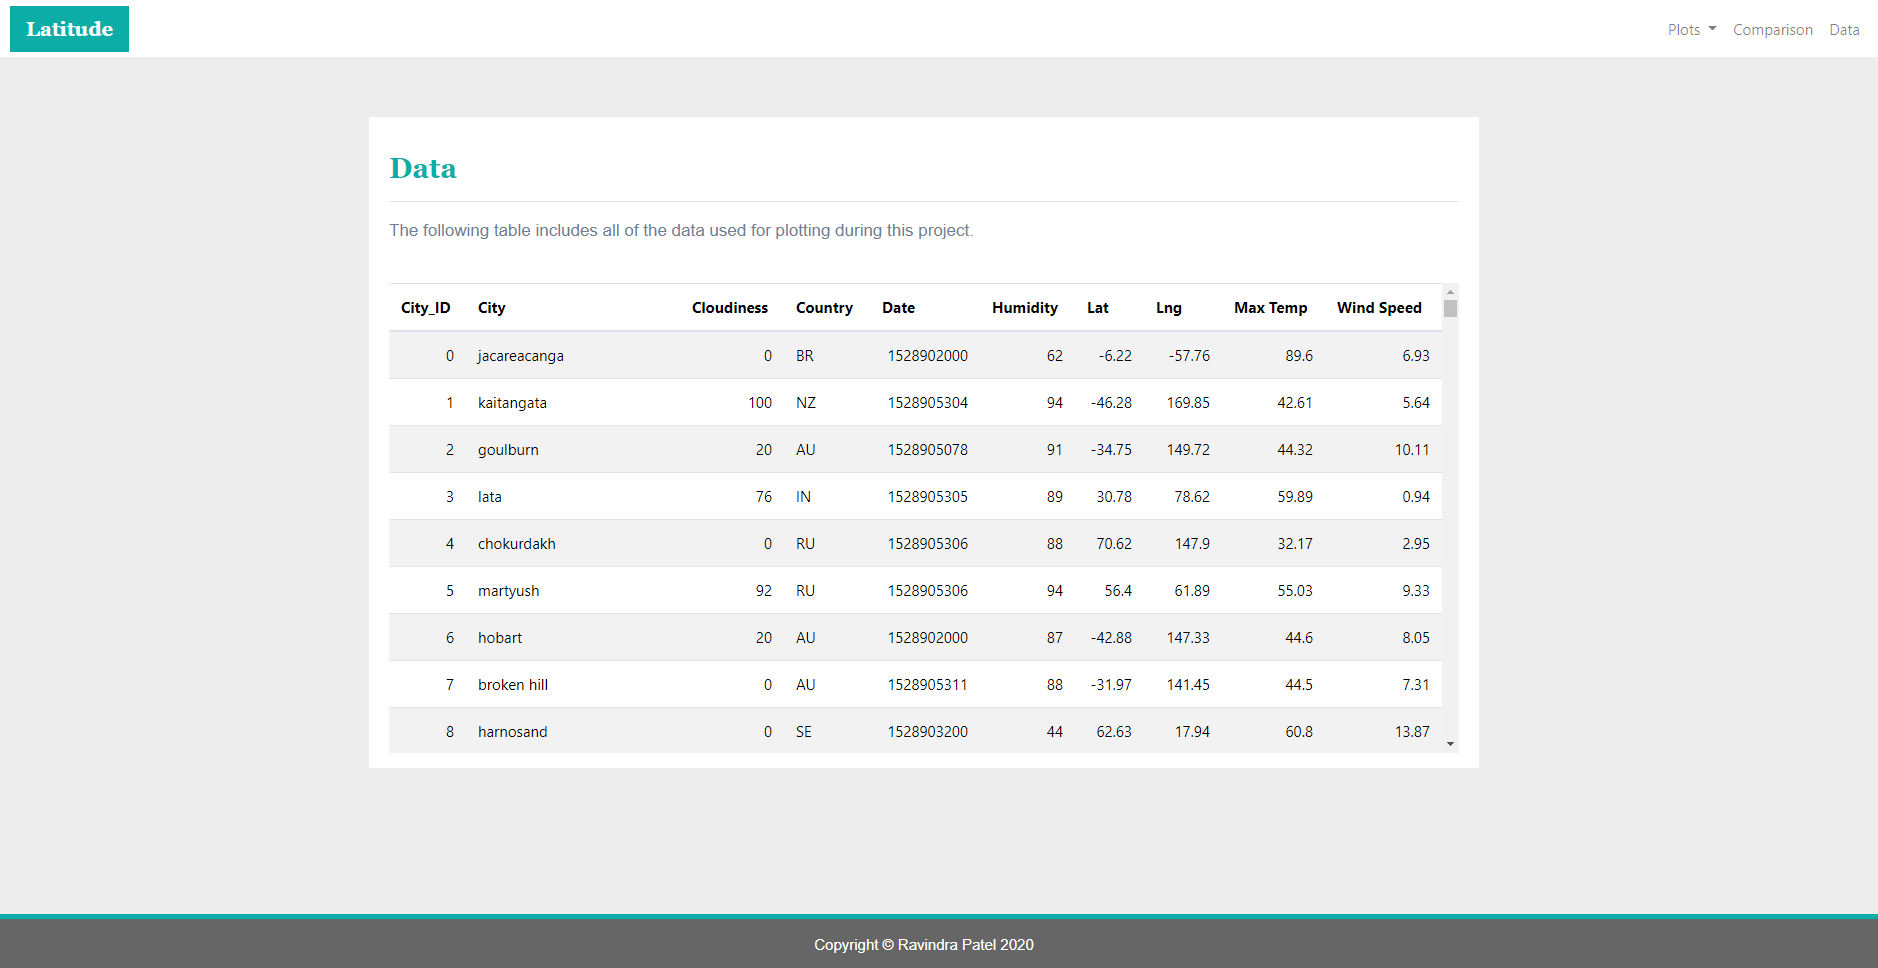 Latitude
Plots Comparison Data
Data
The following table includes all of the data used for plotting during this project.
City_ID City Cloudiness Country Date Humidity Lat Lng Max Temp Wind Speed
0 jacareacanga 0 BR 1528902000 62 -6.22 -57.76 89.6 6.93
1 kaitangata 100 NZ 1528905304 94 -46.28 169.85 42.61 5.64
2 goulburn 20 AU 1528905078 91 -34.75 149.72 44.32 10.11
3 lata 76 IN 1528905305 89 30.78 78.62 59.89 0.94
4 chokurdakh 0 RU 1528905306 88 70.62 147.9 32.17 2.95
5 martyush 92 RU 1528905306 94 56.4 61.89 55.03 9.33
6 hobart 20 AU 1528902000 87 -42.88 147.33 44.6 8.05
7 broken hill 0 AU 1528905311 88 -31.97 141.45 44.5 7.31
8 harnosand 0 SE 1528903200 44 62.63 17.94 60.8 13.87
Copyright © Ravindra Patel 2020